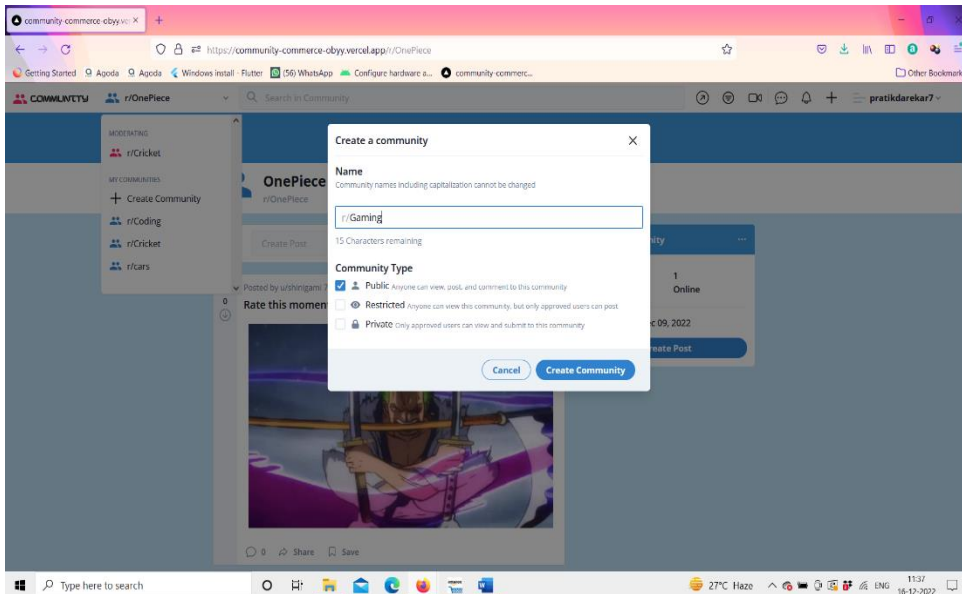 community-commerce-obyy.ver
https://community-commerce-obyy.vercel.app/r/OnePiece
Getting Started Agoda Agoda Windows install - Flutter (56) WhatsApp Configure hardware a... community-commerc... Other Bookmark
COMMUNITY r/OnePiece Search in Community pratikdarekar7
MODERATING
r/Cricket
MY COMMUNITIES
Create Community
r/Coding
r/Cricket
r/cars
OnePiece
r/OnePiece
Create Post
Create a community
Name
Community names including capitalization cannot be changed
r/Gaming
15 Characters remaining
Community Type
Public Anyone can view, post, and comment to this community
Restricted Anyone can view this community, but only approved users can post
Private Only approved users can view and submit to this community
Cancel Create Community
nity
1
Online
c 09, 2022
reate Post
Posted by u/shinigami 7
0
Rate this momen
0 Share Save
Type here to search 27°C Haze ENG 11:37
16-12-2022